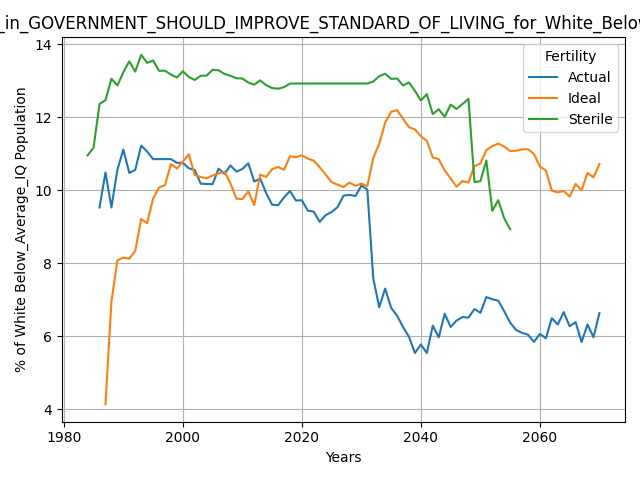 _in_GOVERNMENT_SHOULD_IMPROVE_STANDARD_OF_LIVING_for_White_Below
Fertility
Actual
Ideal
Sterile
% of White Below_Average_IQ Population
14
12
10
8
6
4
1980
2000
2020
2040
2060
Years